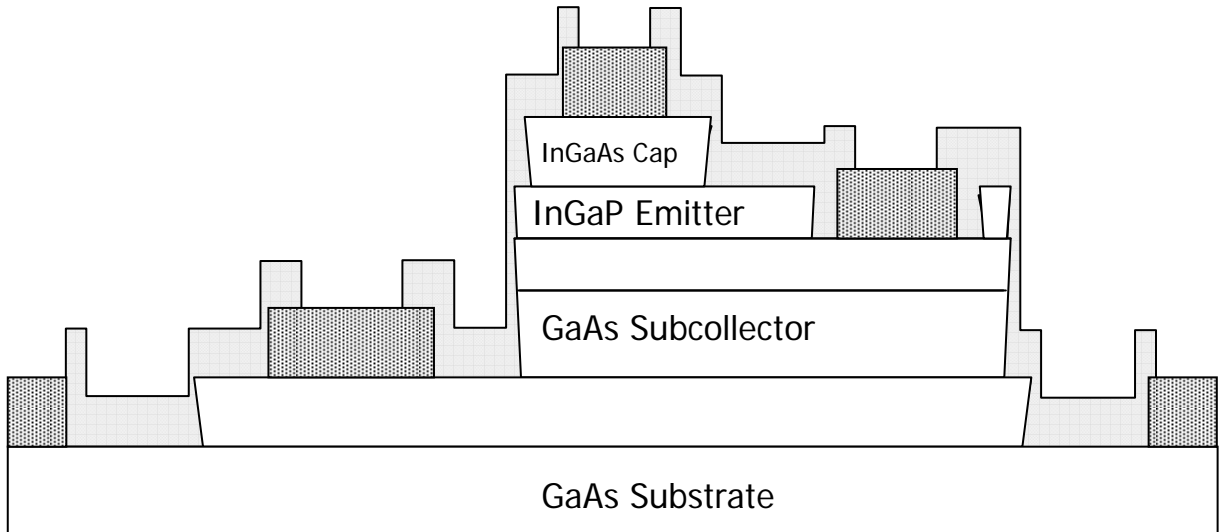 InGaAs Cap
InGaP Emitter
GaAs Subcollector
GaAs Substrate